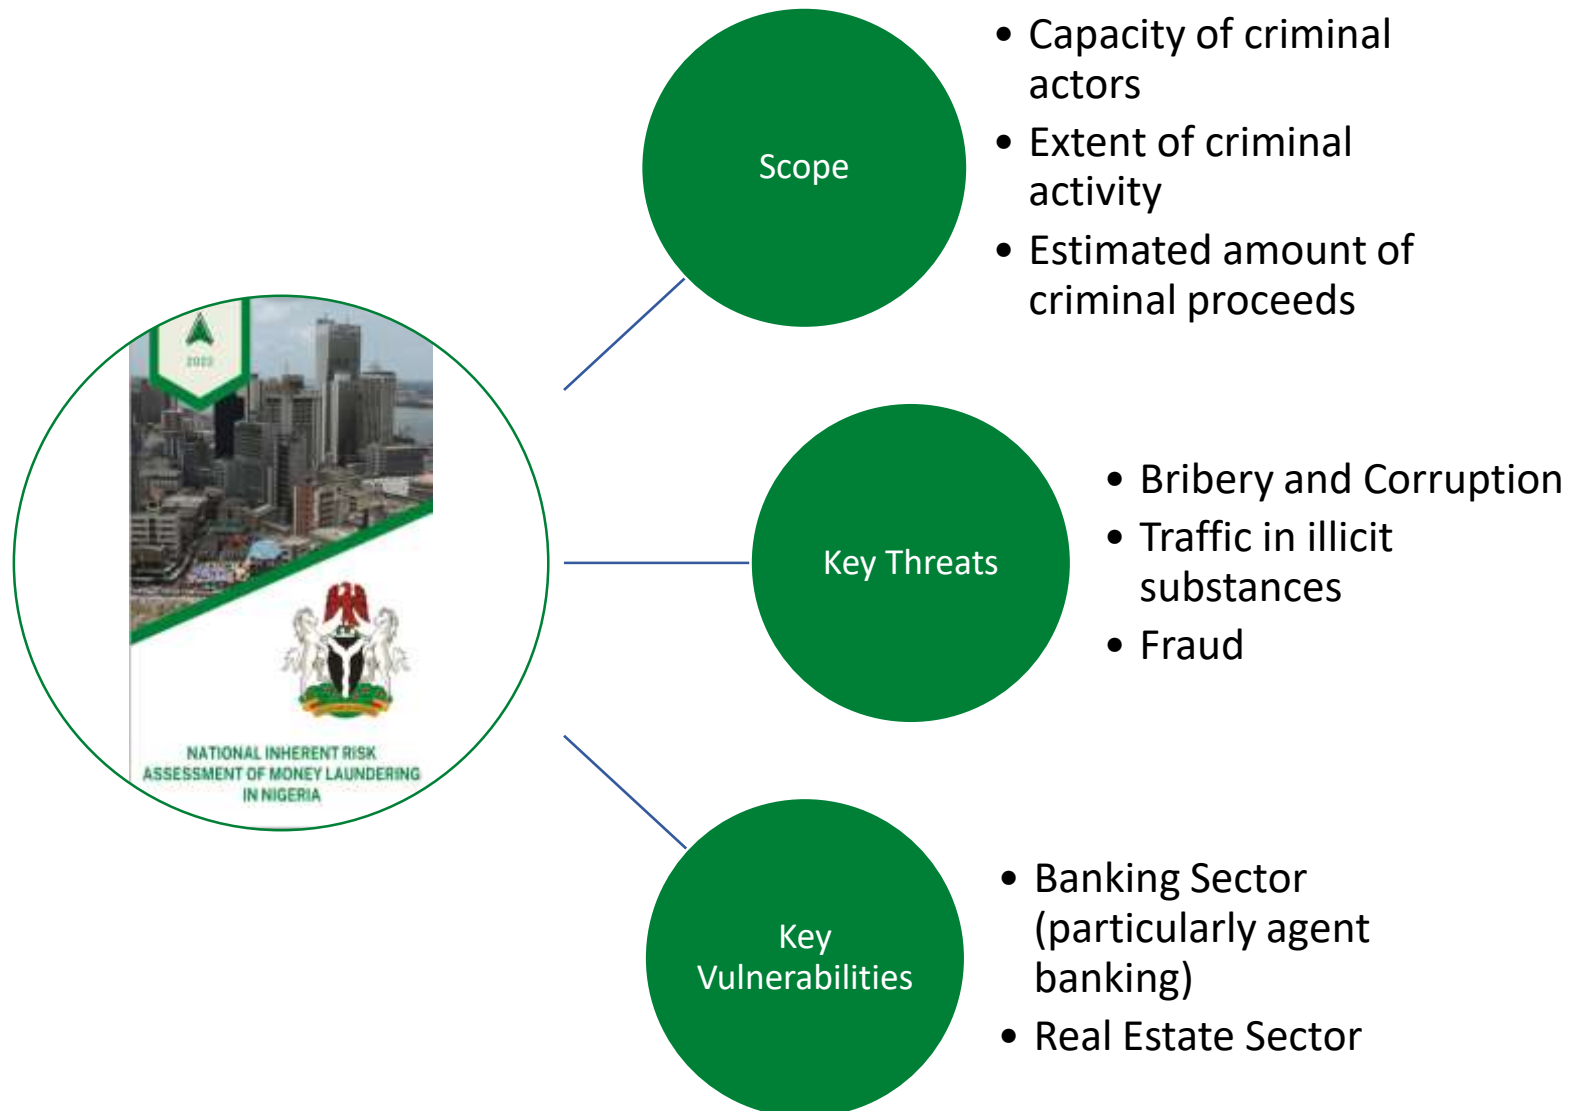 Scope
• Capacity of criminal
actors
• Extent of criminal
activity
• Estimated amount of
criminal proceeds
NATIONAL INHERENT RISK
ASSESSMENT OF MONEY LAUNDERING
IN NIGERIA
Key Threats
• Bribery and Corruption
• Traffic in illicit
substances
• Fraud
Key
Vulnerabilities
• Banking Sector
(particularly agent
banking)
• Real Estate Sector